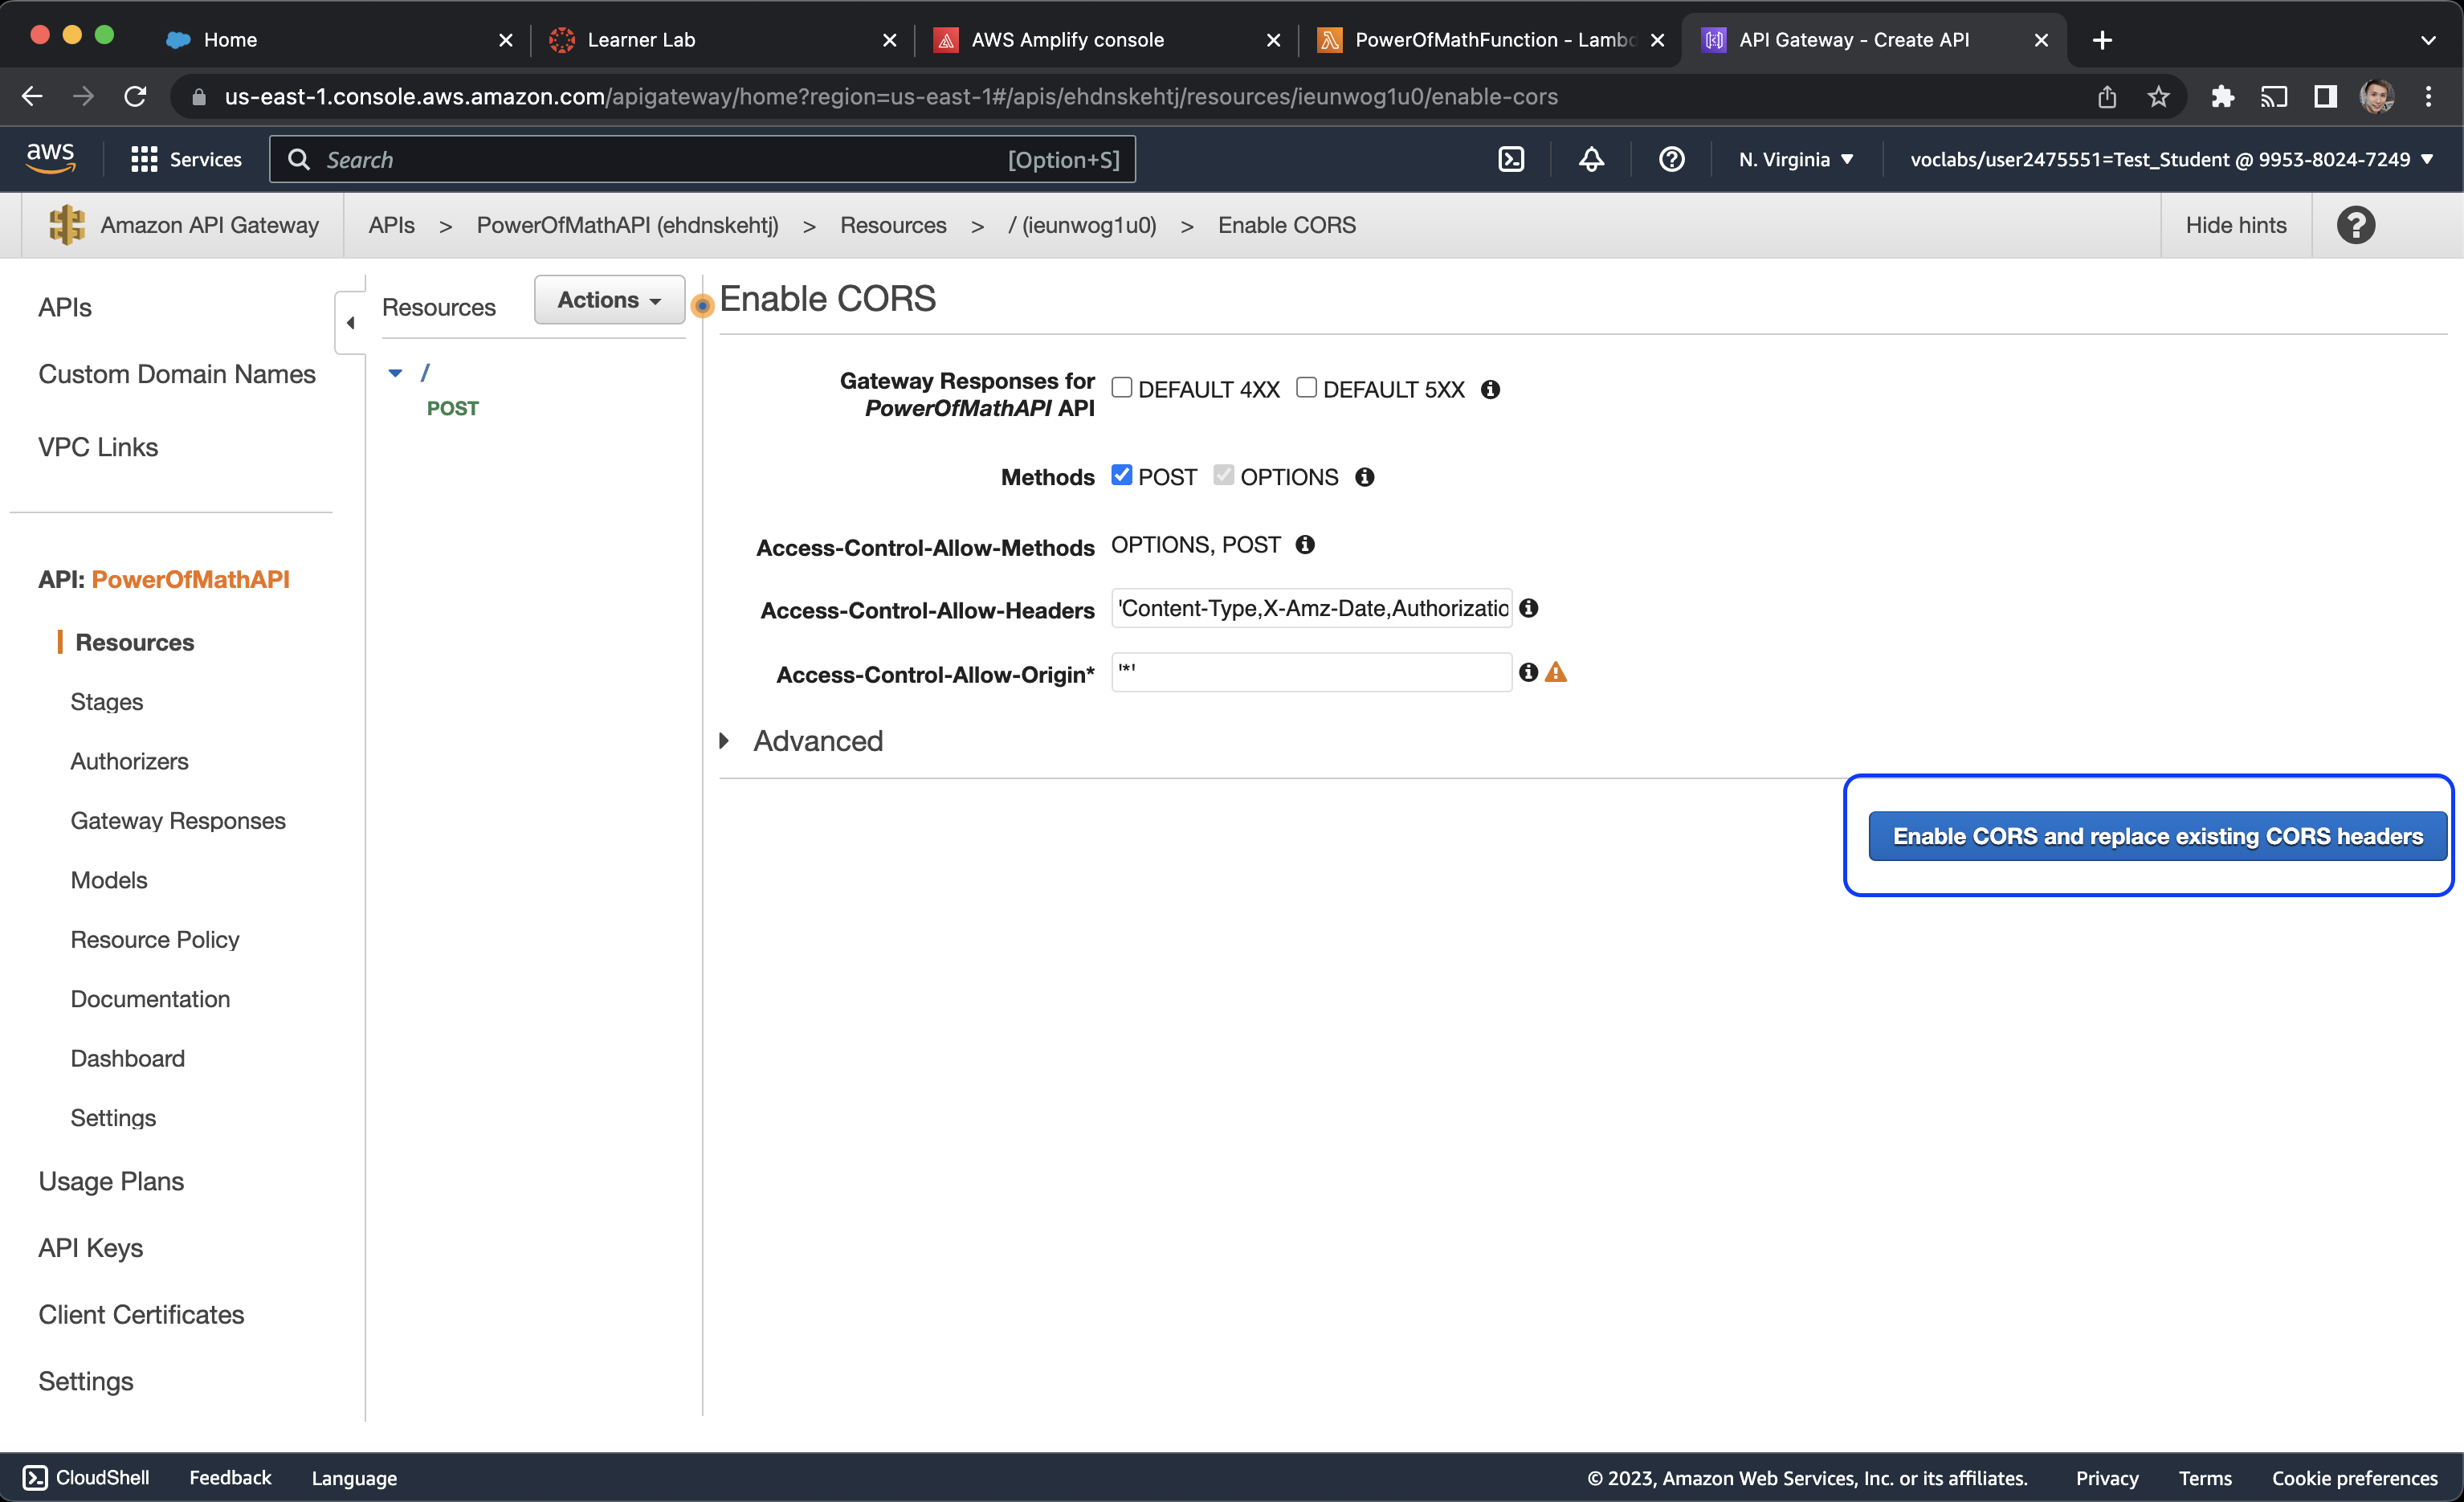 Home
Learner Lab
AWS Amplify console
PowerOfMathFunction - Lambd
API Gateway - Create API
us-east-1.console.aws.amazon.com/apigateway/home?region=us-east-1#/apis/ehdnskehtj/resources/ieunwog1u0/enable-cors
aws
Services
Search
[Option+S]
N. Virginia
voclabs/user2475551=Test_Student @ 9953-8024-7249
Amazon API Gateway
APIs > PowerOfMathAPI (ehdnskehtj) > Resources > / (ieunwog1u0) > Enable CORS
Hide hints
APIs
Custom Domain Names
VPC Links
API: PowerOfMathAPI
Resources
Stages
Authorizers
Gateway Responses
Models
Resource Policy
Documentation
Dashboard
Settings
Usage Plans
API Keys
Client Certificates
Settings
Resources
Actions
/
POST
Enable CORS
Gateway Responses for
PowerOfMathAPI API
DEFAULT 4XX
DEFAULT 5XX
Methods
POST
OPTIONS
Access-Control-Allow-Methods
OPTIONS, POST
Access-Control-Allow-Headers
'Content-Type,X-Amz-Date,Authorizatio
Access-Control-Allow-Origin*
'*'
Advanced
Enable CORS and replace existing CORS headers
CloudShell
Feedback
Language
© 2023, Amazon Web Services, Inc. or its affiliates.
Privacy
Terms
Cookie preferences